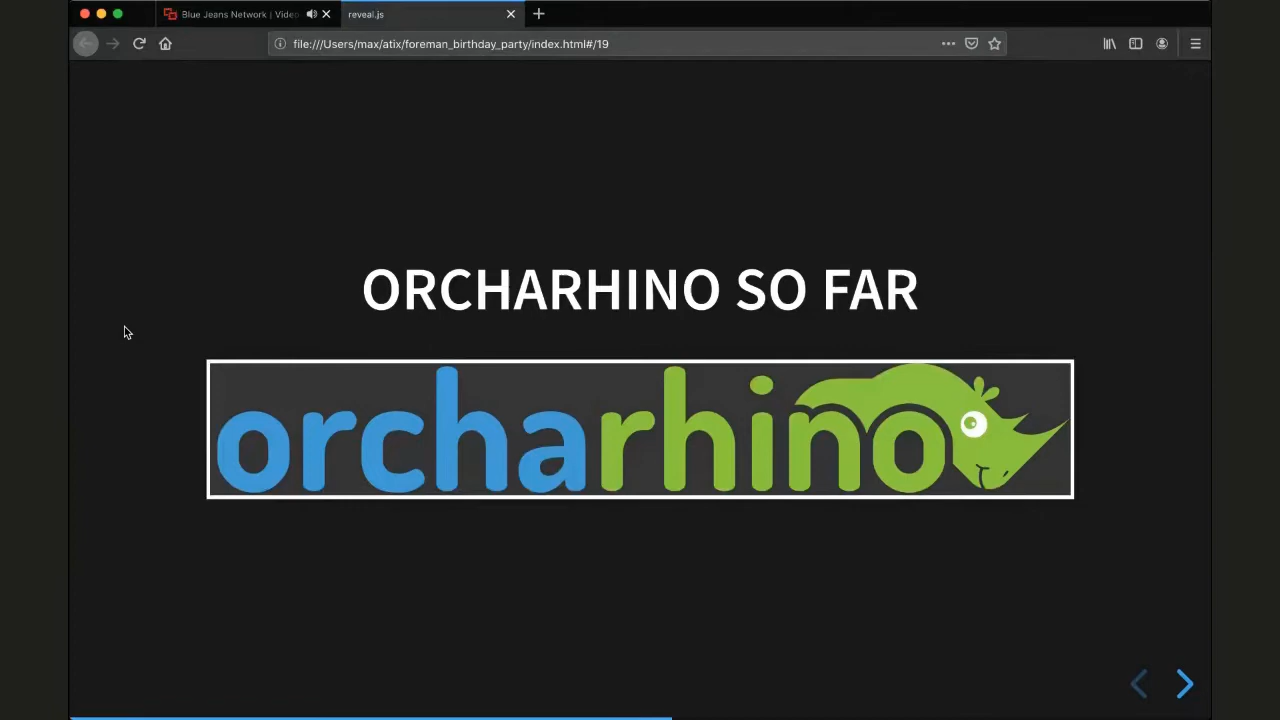 Blue Jeans Network | Video
reveal.js
file:///Users/max/atix/foreman_birthday_party/index.html#/19
ORCHARHINO SO FAR
orcharhino